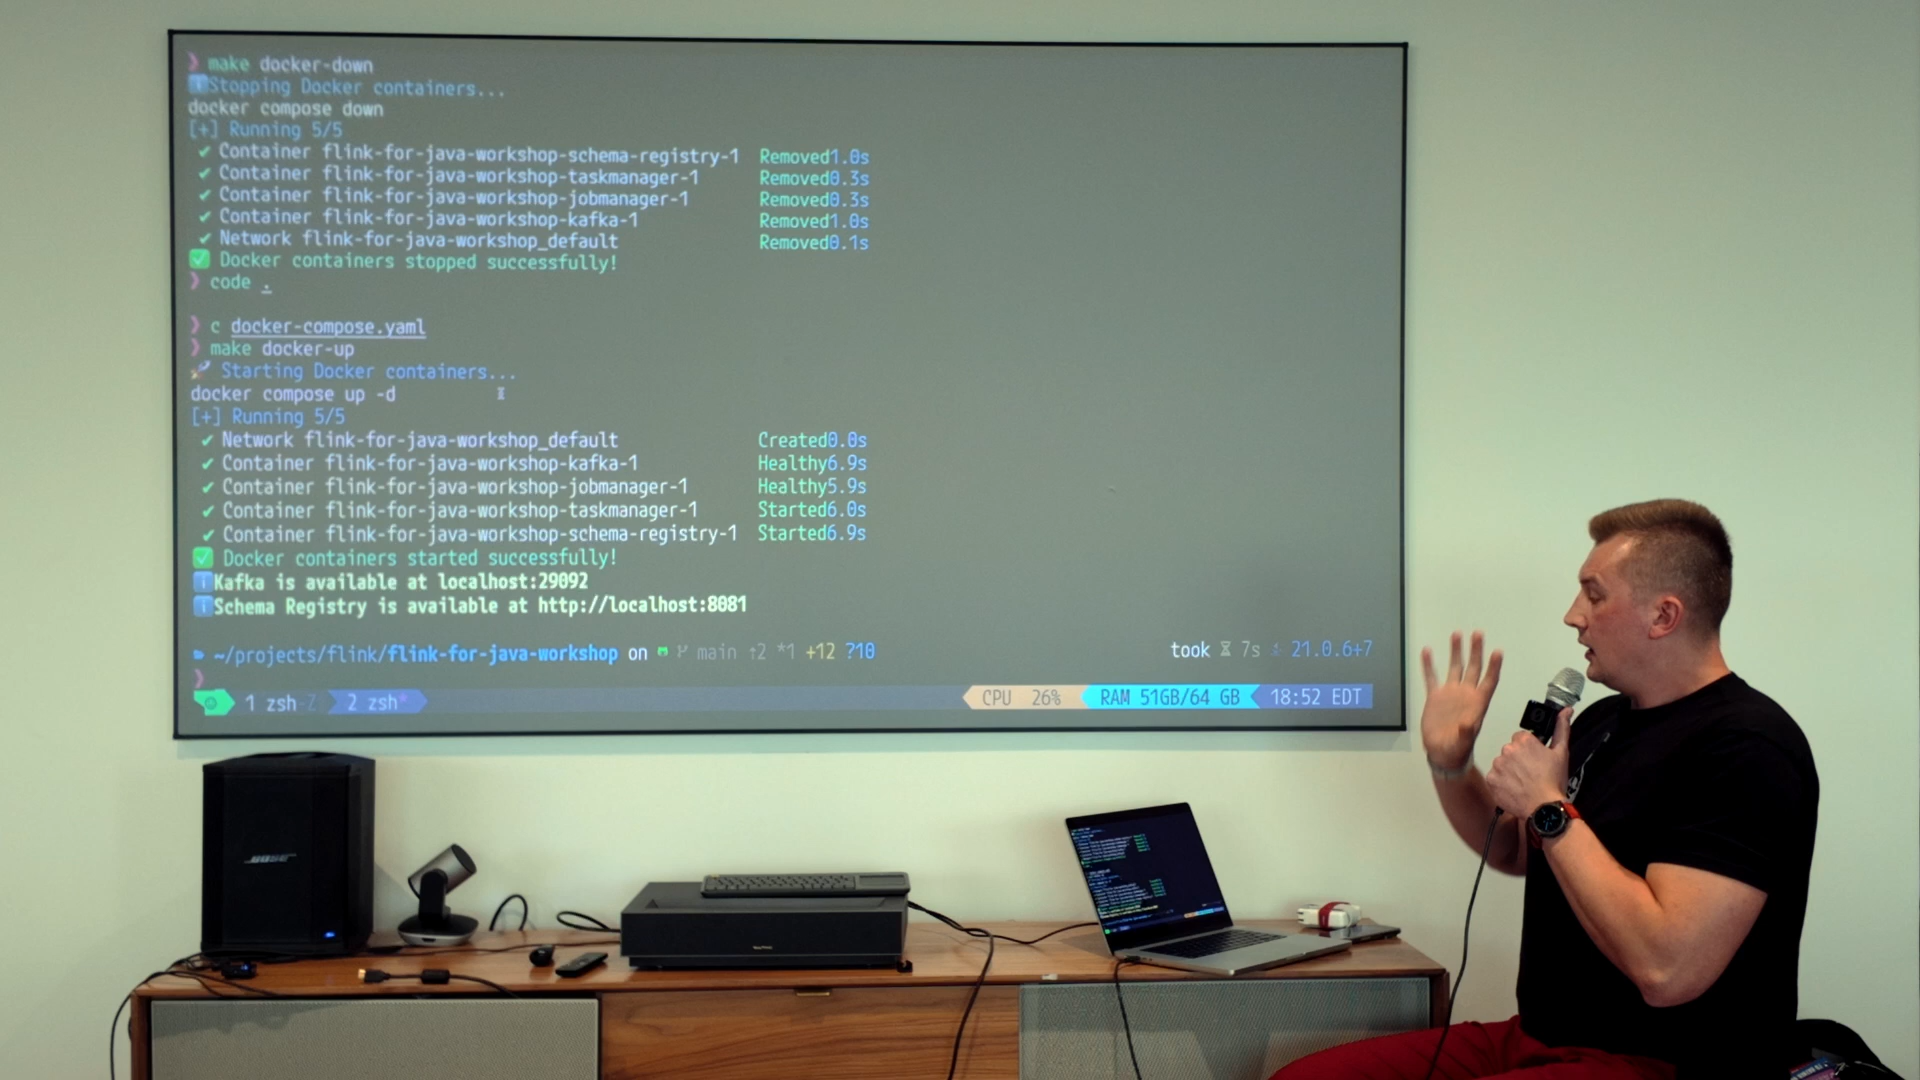 ❯ make docker-down
ℹ️Stopping Docker containers...
docker compose down
[+] Running 5/5
✔ Container flink-for-java-workshop-schema-registry-1 Removed1.0s
✔ Container flink-for-java-workshop-taskmanager-1 Removed0.3s
✔ Container flink-for-java-workshop-jobmanager-1 Removed0.3s
✔ Container flink-for-java-workshop-kafka-1 Removed1.0s
✔ Network flink-for-java-workshop_default Removed0.1s
✅ Docker containers stopped successfully!
❯ code .
❯ c docker-compose.yaml
❯ make docker-up
🚀 Starting Docker containers...
docker compose up -d
[+] Running 5/5
✔ Network flink-for-java-workshop_default Created0.0s
✔ Container flink-for-java-workshop-kafka-1 Healthy6.9s
✔ Container flink-for-java-workshop-jobmanager-1 Healthy5.9s
✔ Container flink-for-java-workshop-taskmanager-1 Started6.0s
✔ Container flink-for-java-workshop-schema-registry-1 Started6.9s
✅ Docker containers started successfully!
ℹ️Kafka is available at localhost:29092
ℹ️Schema Registry is available at http://localhost:8081
~/projects/flink/flink-for-java-workshop on main ↑2 *1 +12 ?10 took 7s 21.0.6+7
❯
1 zsh-Z 2 zsh* CPU 26% RAM 51GB/64 GB 18:52 EDT
BOSE